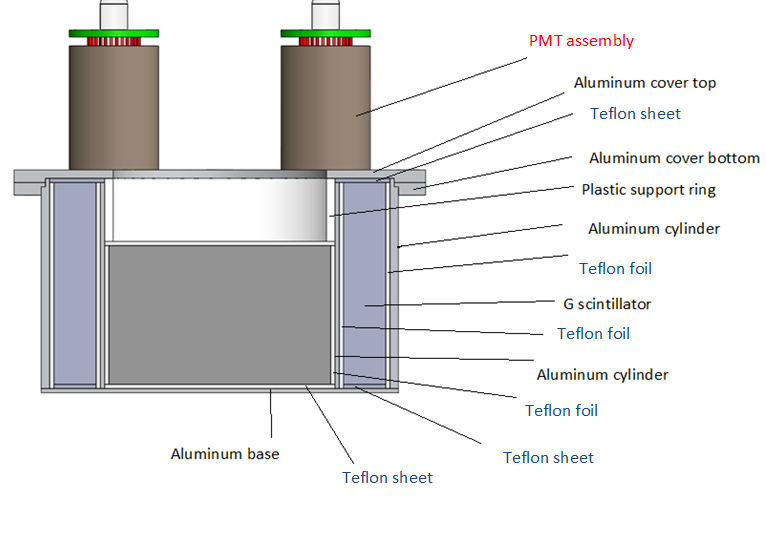 PMT assembly
Aluminum cover top
Teflon sheet
Aluminum cover bottom
Plastic support ring
Aluminum cylinder
Teflon foil
G scintillator
Teflon foil
Aluminum cylinder
Teflon foil
Aluminum base
Teflon sheet
Teflon sheet